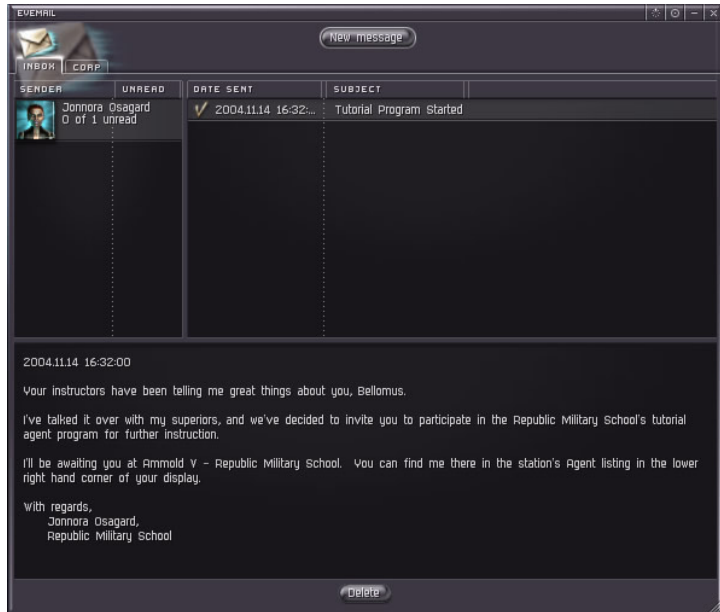 EVEMAIL
New message
INBOX CORP
SENDER UNREAD DATE SENT SUBJECT
Jonnora Osagard
0 of 1 unread
2004.11.14 16:32:... Tutorial Program Started
2004.11.14 16:32:00
Your instructors have been telling me great things about you, Bellomus.
I've talked it over with my superiors, and we've decided to invite you to participate in the Republic Military School's tutorial
agent program for further instruction.
I'll be awaiting you at Ammold V - Republic Military School. You can find me there in the station's Agent listing in the lower
right hand corner of your display.
With regards,
Jonnora Osagard,
Republic Military School
Delete